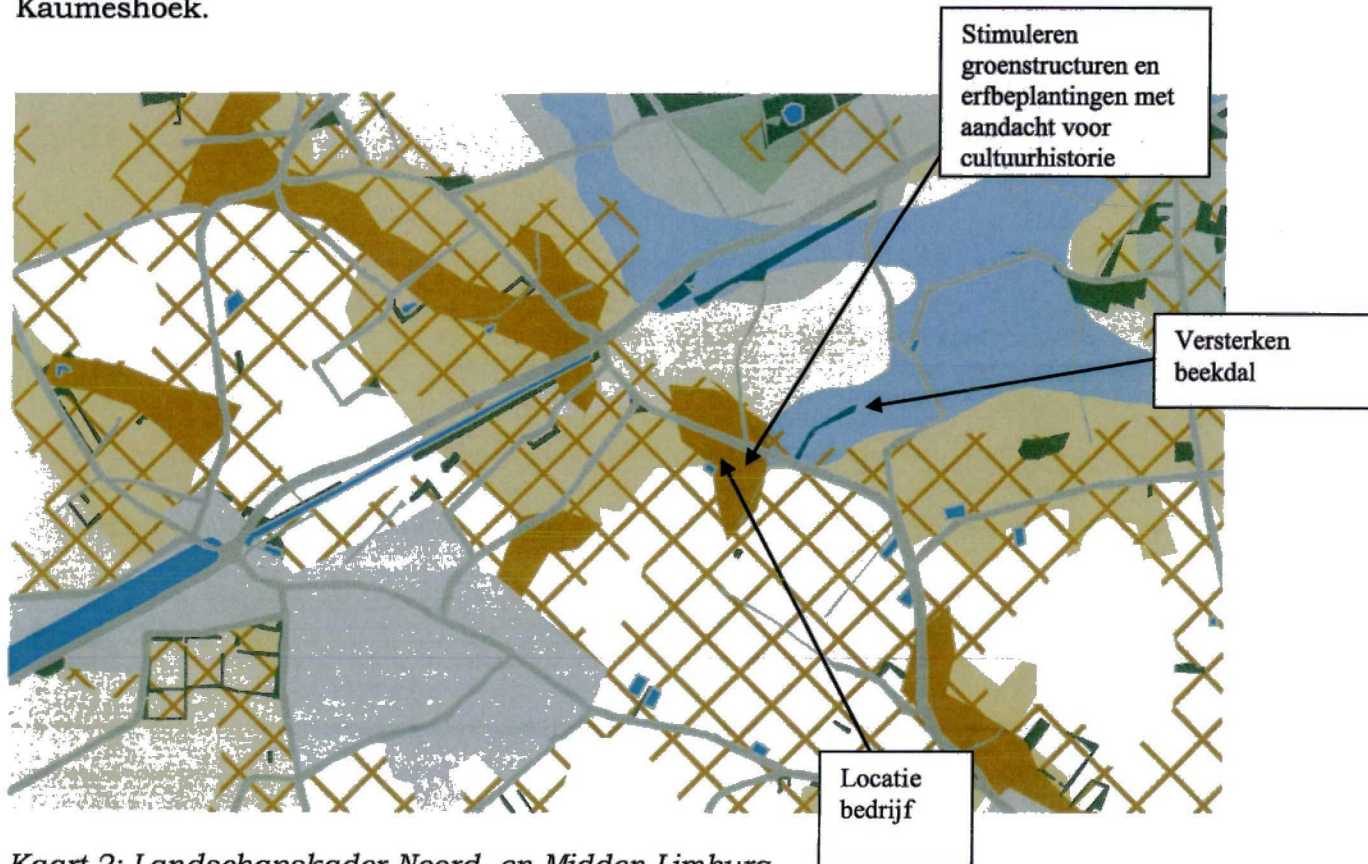 Kaumeshoek.
Stimuleren
groenstructuren en
erfbeplantingen met
aandacht voor
cultuurhistorie
Versterken
beekdal
Locatie
bedrijf
Kaart 2: Landschapskader Noord- en Midden-Limburg